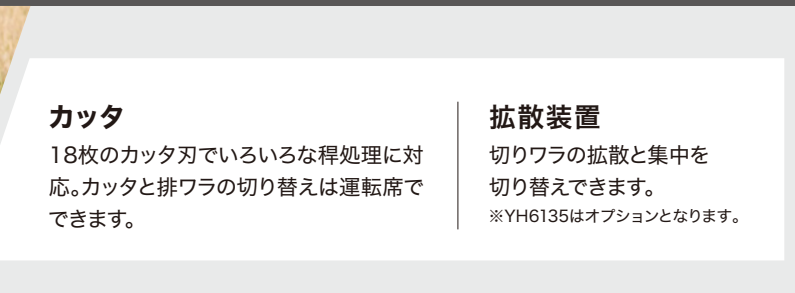 カッタ
18枚のカッタ刃でいろいろな稈処理に対
応。カッタと排ワラの切り替えは運転席で
できます。
拡散装置
切りワラの拡散と集中を
切り替えできます。
※YH6135はオプションとなります。